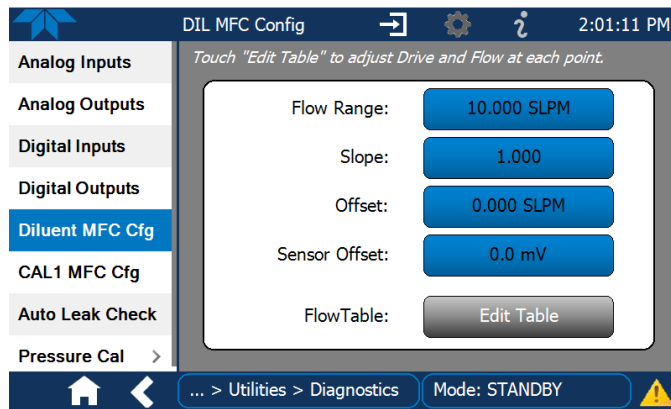 DIL MFC Config
2:01:11 PM
Analog Inputs
Analog Outputs
Digital Inputs
Digital Outputs
Diluent MFC Cfg
CAL1 MFC Cfg
Auto Leak Check
Pressure Cal >
Touch "Edit Table" to adjust Drive and Flow at each point.
Flow Range: 10.000 SLPM
Slope: 1.000
Offset: 0.000 SLPM
Sensor Offset: 0.0 mV
FlowTable: Edit Table
... > Utilities > Diagnostics
Mode: STANDBY